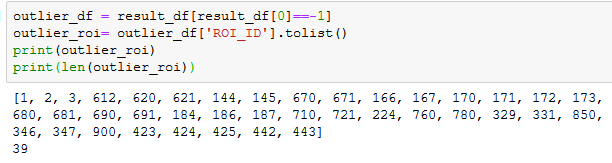 outlier_df = result_df[result_df[0]==-1]
outlier_roi= outlier_df['ROI_ID'].tolist()
print(outlier_roi)
print(len(outlier_roi))
[1, 2, 3, 612, 620, 621, 144, 145, 670, 671, 166, 167, 170, 171, 172, 173,
680, 681, 690, 691, 184, 186, 187, 710, 721, 224, 760, 780, 329, 331, 850,
346, 347, 900, 423, 424, 425, 442, 443]
39